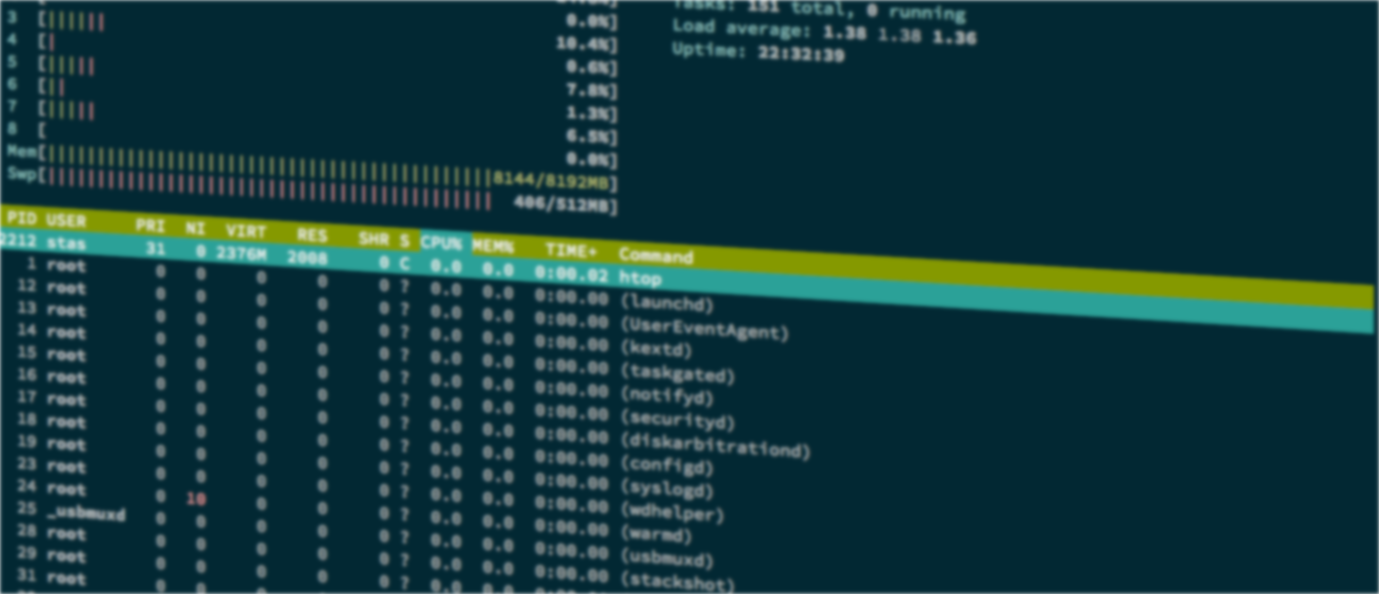 Tasks: 151 total, 0 running
[ 0.0%] Load average: 1.38 1.38 1.36
3 [|||||| 10.4%] Uptime: 22:32:39
4 [| 0.6%]
5 [||||| 7.8%]
6 [|| 1.3%]
7 [||||| 6.5%]
8 [ 0.0%]
Mem[||||||||||||||||||||||||||||||||||||||||8144/8192MB]
Swp[|||||||||||||||||||||||||||||||||||||||| 406/512MB]
PID USER PRI NI VIRT RES SHR S CPU% MEM% TIME+ Command
2212 stas 31 0 2376M 2008 0 C 0.0 0.0 0:00.02 htop
1 root 0 0 0 0 0 ? 0.0 0.0 0:00.00 (launchd)
12 root 0 0 0 0 0 ? 0.0 0.0 0:00.00 (UserEventAgent)
13 root 0 0 0 0 0 ? 0.0 0.0 0:00.00 (kextd)
14 root 0 0 0 0 0 ? 0.0 0.0 0:00.00 (taskgated)
15 root 0 0 0 0 0 ? 0.0 0.0 0:00.00 (notifyd)
16 root 0 0 0 0 0 ? 0.0 0.0 0:00.00 (securityd)
17 root 0 0 0 0 0 ? 0.0 0.0 0:00.00 (diskarbitrationd)
18 root 0 0 0 0 0 ? 0.0 0.0 0:00.00 (configd)
19 root 0 0 0 0 0 ? 0.0 0.0 0:00.00 (syslogd)
23 root 0 0 0 0 0 ? 0.0 0.0 0:00.00 (wdhelper)
24 root 0 10 0 0 0 ? 0.0 0.0 0:00.00 (warmd)
25 _usbmuxd 0 0 0 0 0 ? 0.0 0.0 0:00.00 (usbmuxd)
28 root 0 0 0 0 0 ? 0.0 0.0 0:00.00 (stackshot)
29 root 0 0 0 0 0 ?
31 root 0 0